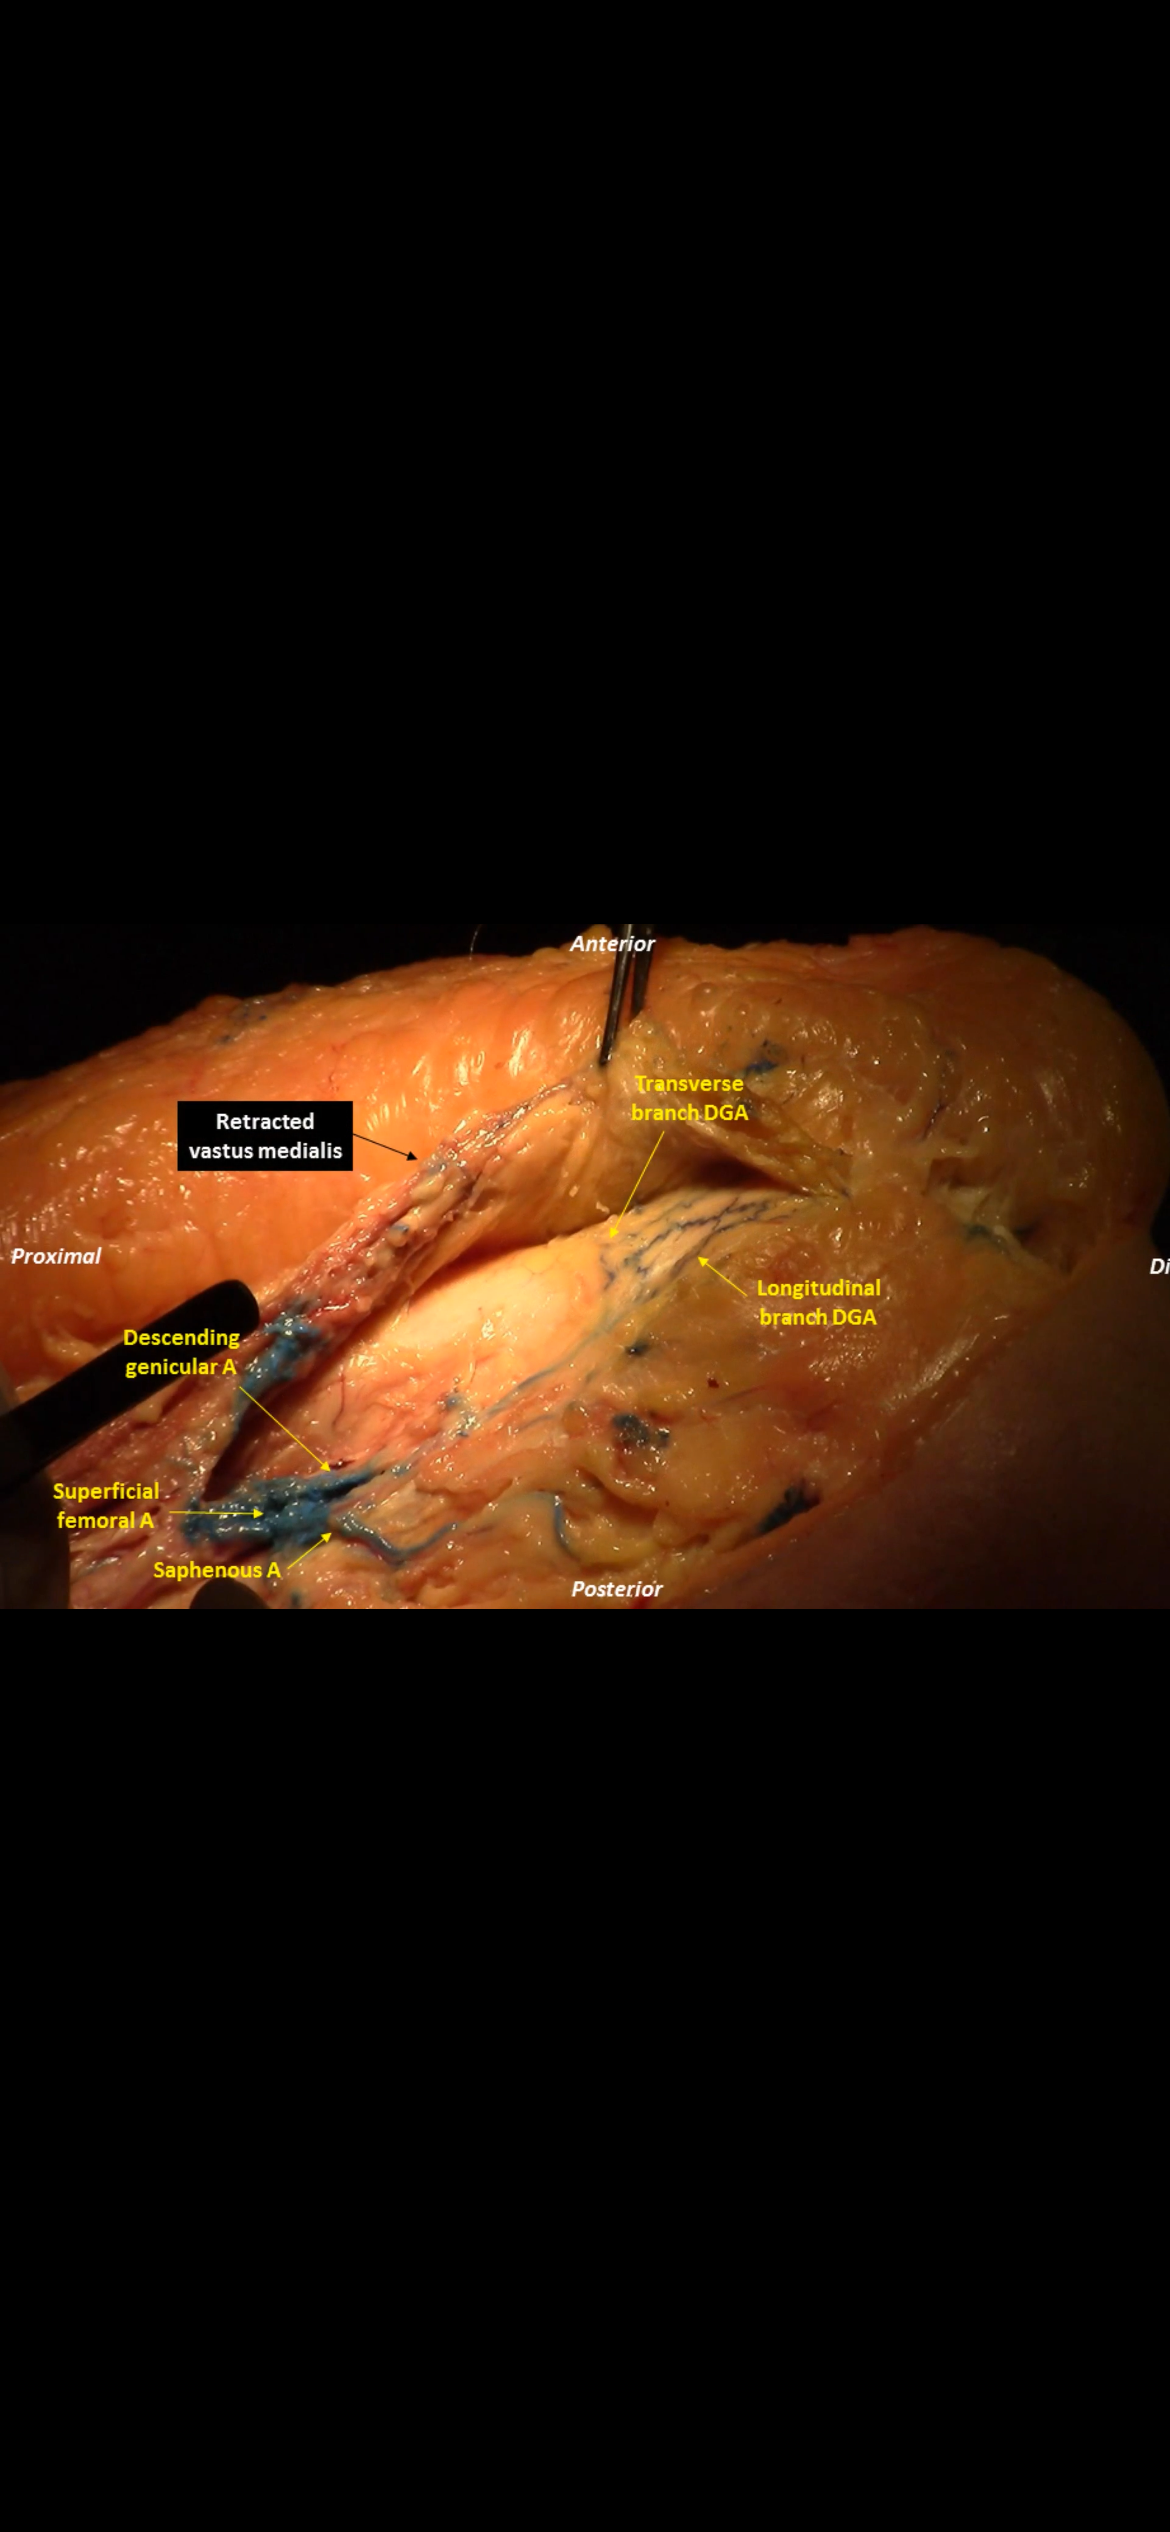 Anterior
Transverse
branch DGA
Retracted
vastus medialis
Proximal
Longitudinal
branch DGA
Descending
genicular A
Superficial
femoral A
Saphenous A
Posterior